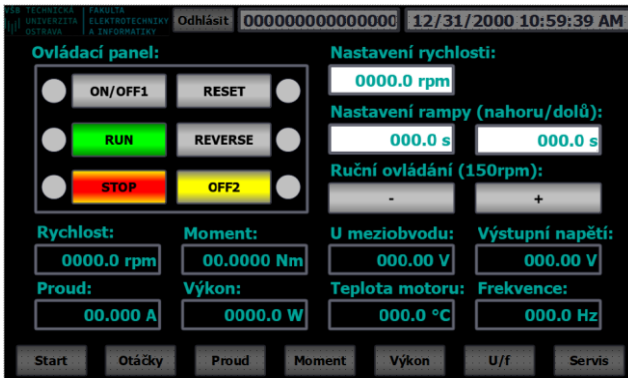 VSB TECHNICKÁ FAKULTA
UNIVERZITA ELEKTROTECHNIKY
OSTRAVA A INFORMATIKY
Odhlásit 0000000000000000 12/31/2000 10:59:39 AM
Ovládací panel: Nastavení rychlosti:
0000.0 rpm
ON/OFF1 RESET
Nastavení rampy (nahoru/dolů):
RUN REVERSE 000.0 s 000.0 s
Ruční ovládání (150rpm):
STOP OFF2 - +
Rychlost: Moment: U meziobvodu: Výstupní napětí:
0000.0 rpm 00.0000 Nm 000.00 V 000.00 V
Proud: Výkon: Teplota motoru: Frekvence:
00.000 A 0000.0 W 000.0 °C 000.0 Hz
Start Otáčky Proud Moment Výkon U/f Servis